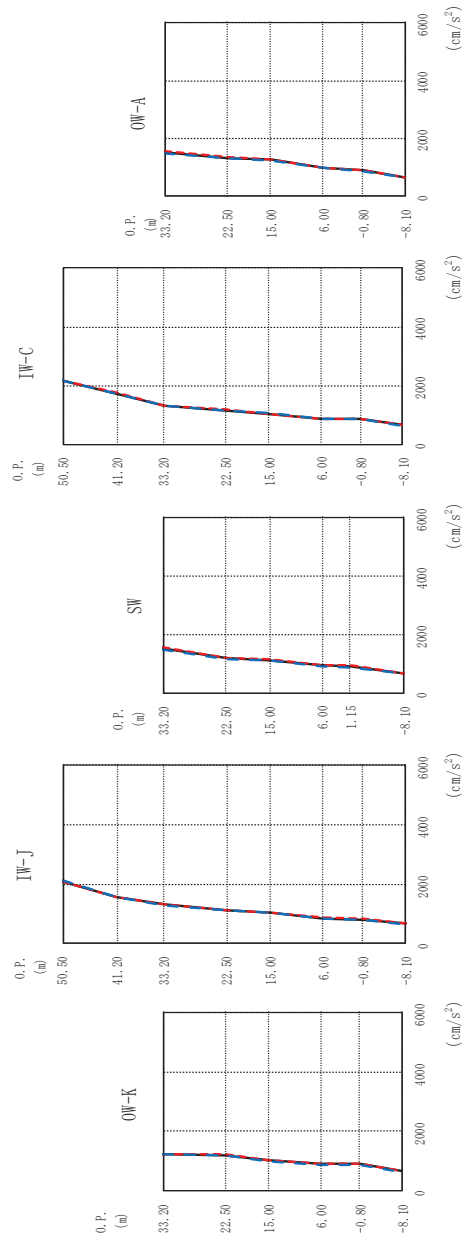 OW-K
O.P.
(m)
33.20
22.50
15.00
6.00
-0.80
-8.10
0
2000
4000
6000
(cm/s²)
IW-J
O.P.
(m)
50.50
41.20
33.20
22.50
15.00
6.00
-0.80
-8.10
0
2000
4000
6000
(cm/s²)
SW
O.P.
(m)
33.20
22.50
15.00
6.00
1.15
-8.10
0
2000
4000
6000
(cm/s²)
IW-C
O.P.
(m)
50.50
41.20
33.20
22.50
15.00
6.00
-0.80
-8.10
0
2000
4000
6000
(cm/s²)
OW-A
O.P.
(m)
33.20
22.50
15.00
6.00
-0.80
-8.10
0
2000
4000
6000
(cm/s²)